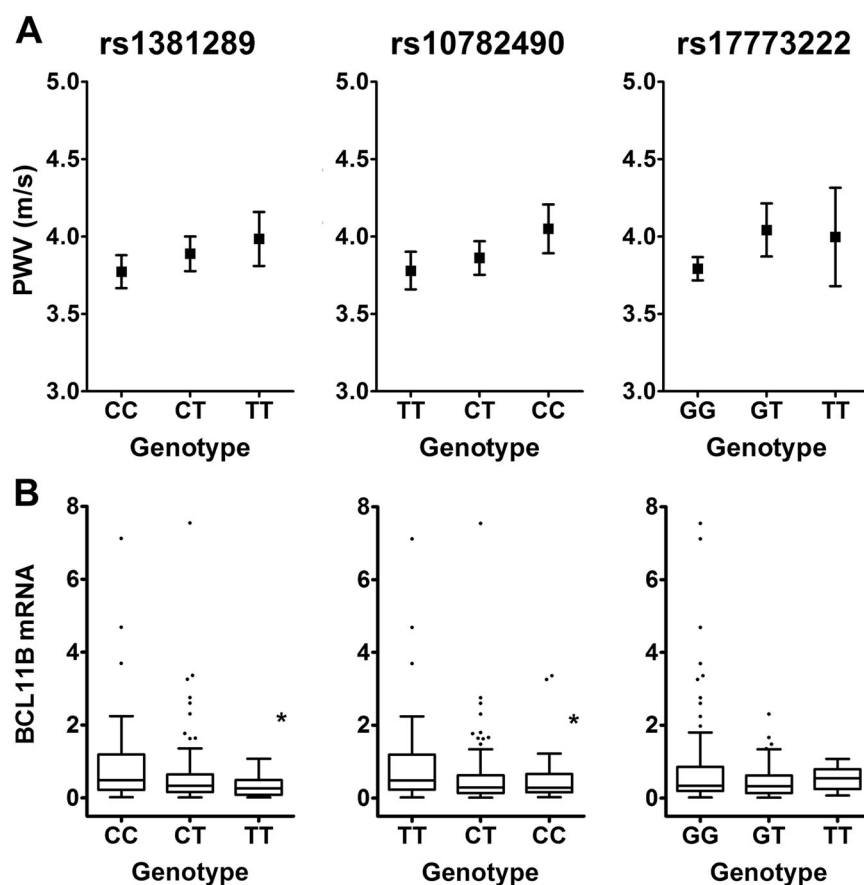 A
rs1381289 rs10782490 rs17773222
PWV (m/s)
5.0 5.0 5.0
4.5 4.5 4.5
4.0 4.0 4.0
3.5 3.5 3.5
3.0 3.0 3.0
CC CT TT TT CT CC GG GT TT
Genotype Genotype Genotype
B
BCL11B mRNA
8 8 8
6 6 6
4 4 4
2 * 2 * 2
0 0 0
CC CT TT TT CT CC GG GT TT
Genotype Genotype Genotype